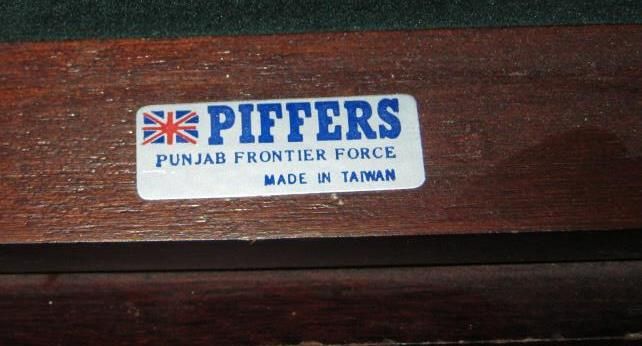 PIFFERS
PUNJAB FRONTIER FORCE
MADE IN TAIWAN